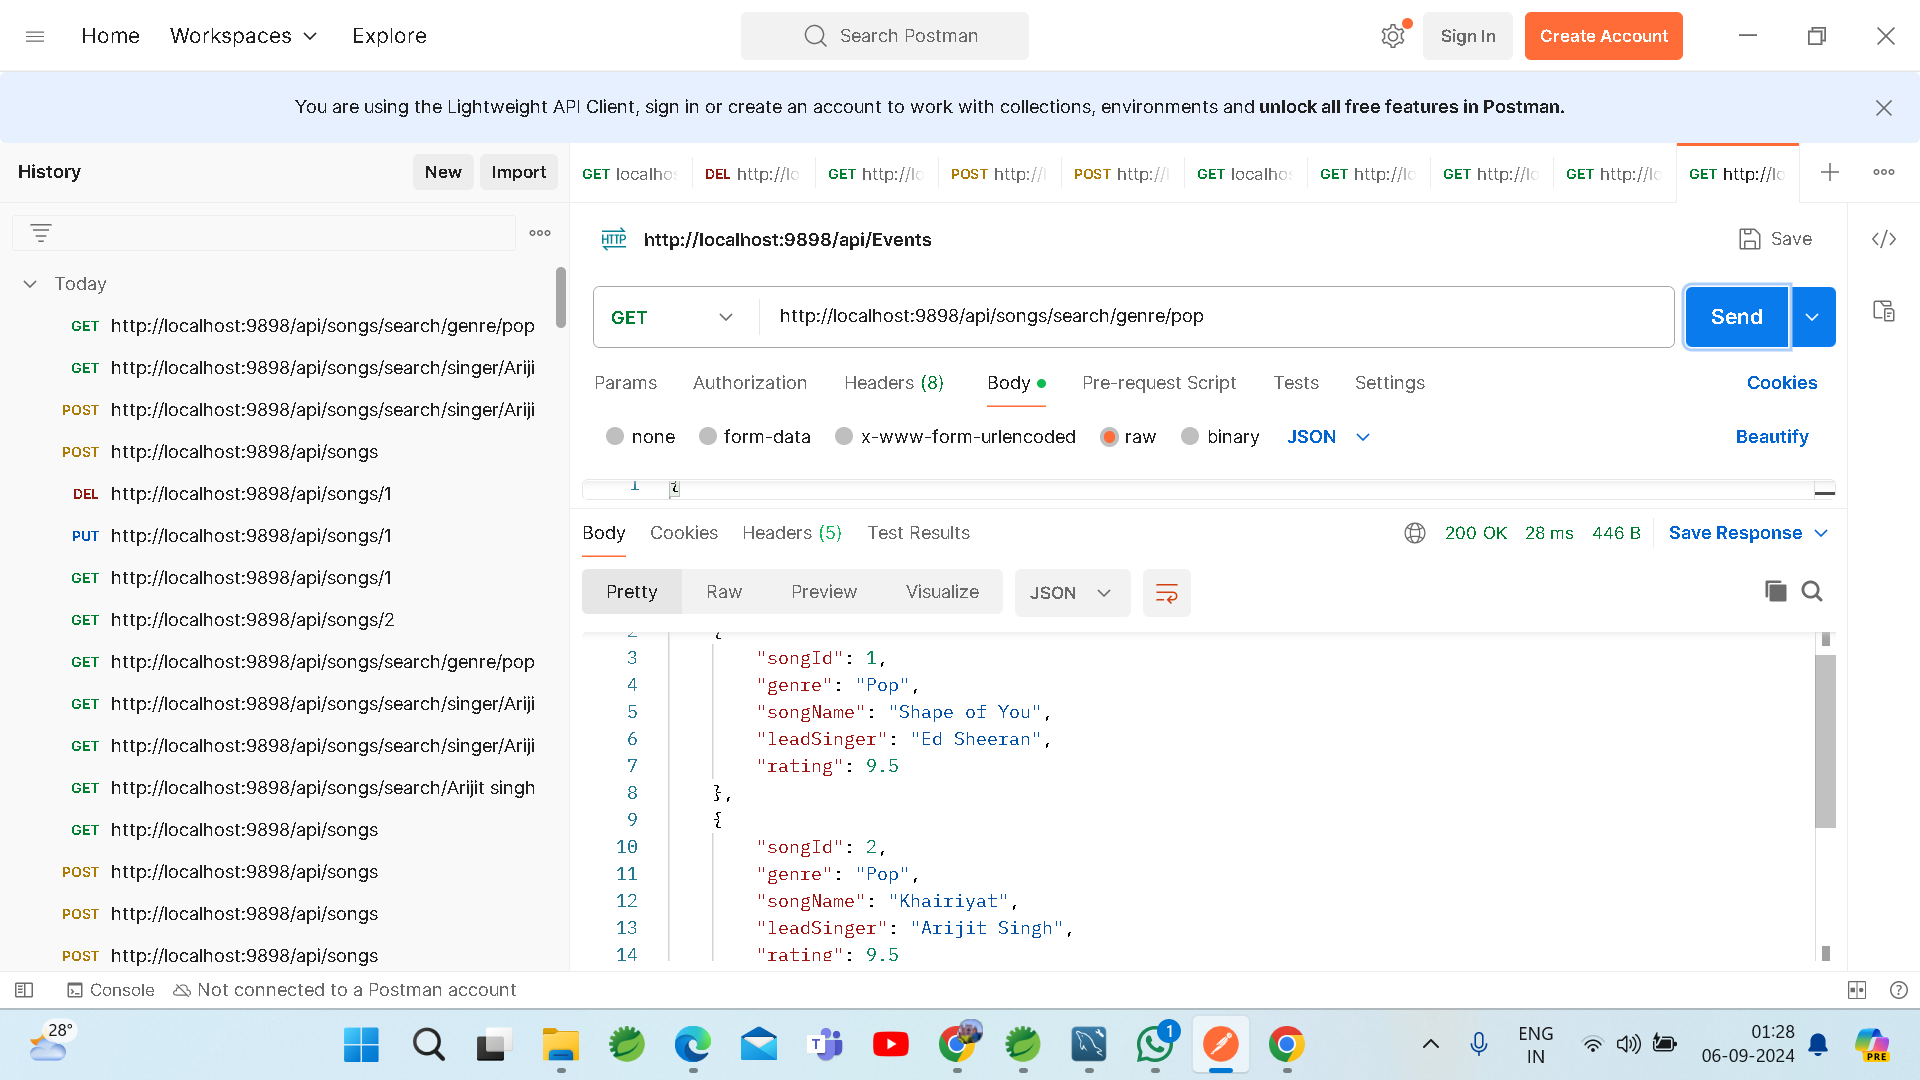 Home Workspaces Explore Search Postman Sign In Create Account
You are using the Lightweight API Client, sign in or create an account to work with collections, environments and unlock all free features in Postman.
History New Import
GET localhos DEL http://lo GET http://lo POST http://l POST http://l GET localhos GET http://lo GET http://lo GET http://lo GET http://lo
HTTP http://localhost:9898/api/Events Save
Today
GET http://localhost:9898/api/songs/search/genre/pop
GET http://localhost:9898/api/songs/search/singer/Ariji
POST http://localhost:9898/api/songs/search/singer/Ariji
POST http://localhost:9898/api/songs
DEL http://localhost:9898/api/songs/1
PUT http://localhost:9898/api/songs/1
GET http://localhost:9898/api/songs/1
GET http://localhost:9898/api/songs/2
GET http://localhost:9898/api/songs/search/genre/pop
GET http://localhost:9898/api/songs/search/singer/Ariji
GET http://localhost:9898/api/songs/search/singer/Ariji
GET http://localhost:9898/api/songs/search/Arijit singh
GET http://localhost:9898/api/songs
POST http://localhost:9898/api/songs
POST http://localhost:9898/api/songs
POST http://localhost:9898/api/songs
GET http://localhost:9898/api/songs/search/genre/pop Send
Params Authorization Headers (8) Body Pre-request Script Tests Settings Cookies
none form-data x-www-form-urlencoded raw binary JSON Beautify
1 {
Body Cookies Headers (5) Test Results 200 OK 28 ms 446 B Save Response
Pretty Raw Preview Visualize JSON
2 {
3 "songId": 1,
4 "genre": "Pop",
5 "songName": "Shape of You",
6 "leadSinger": "Ed Sheeran",
7 "rating": 9.5
8 },
9 {
10 "songId": 2,
11 "genre": "Pop",
12 "songName": "Khairiyat",
13 "leadSinger": "Arijit Singh",
14 "rating": 9.5
Console Not connected to a Postman account
28° T 1 ENG 01:28 PRE
IN 06-09-2024